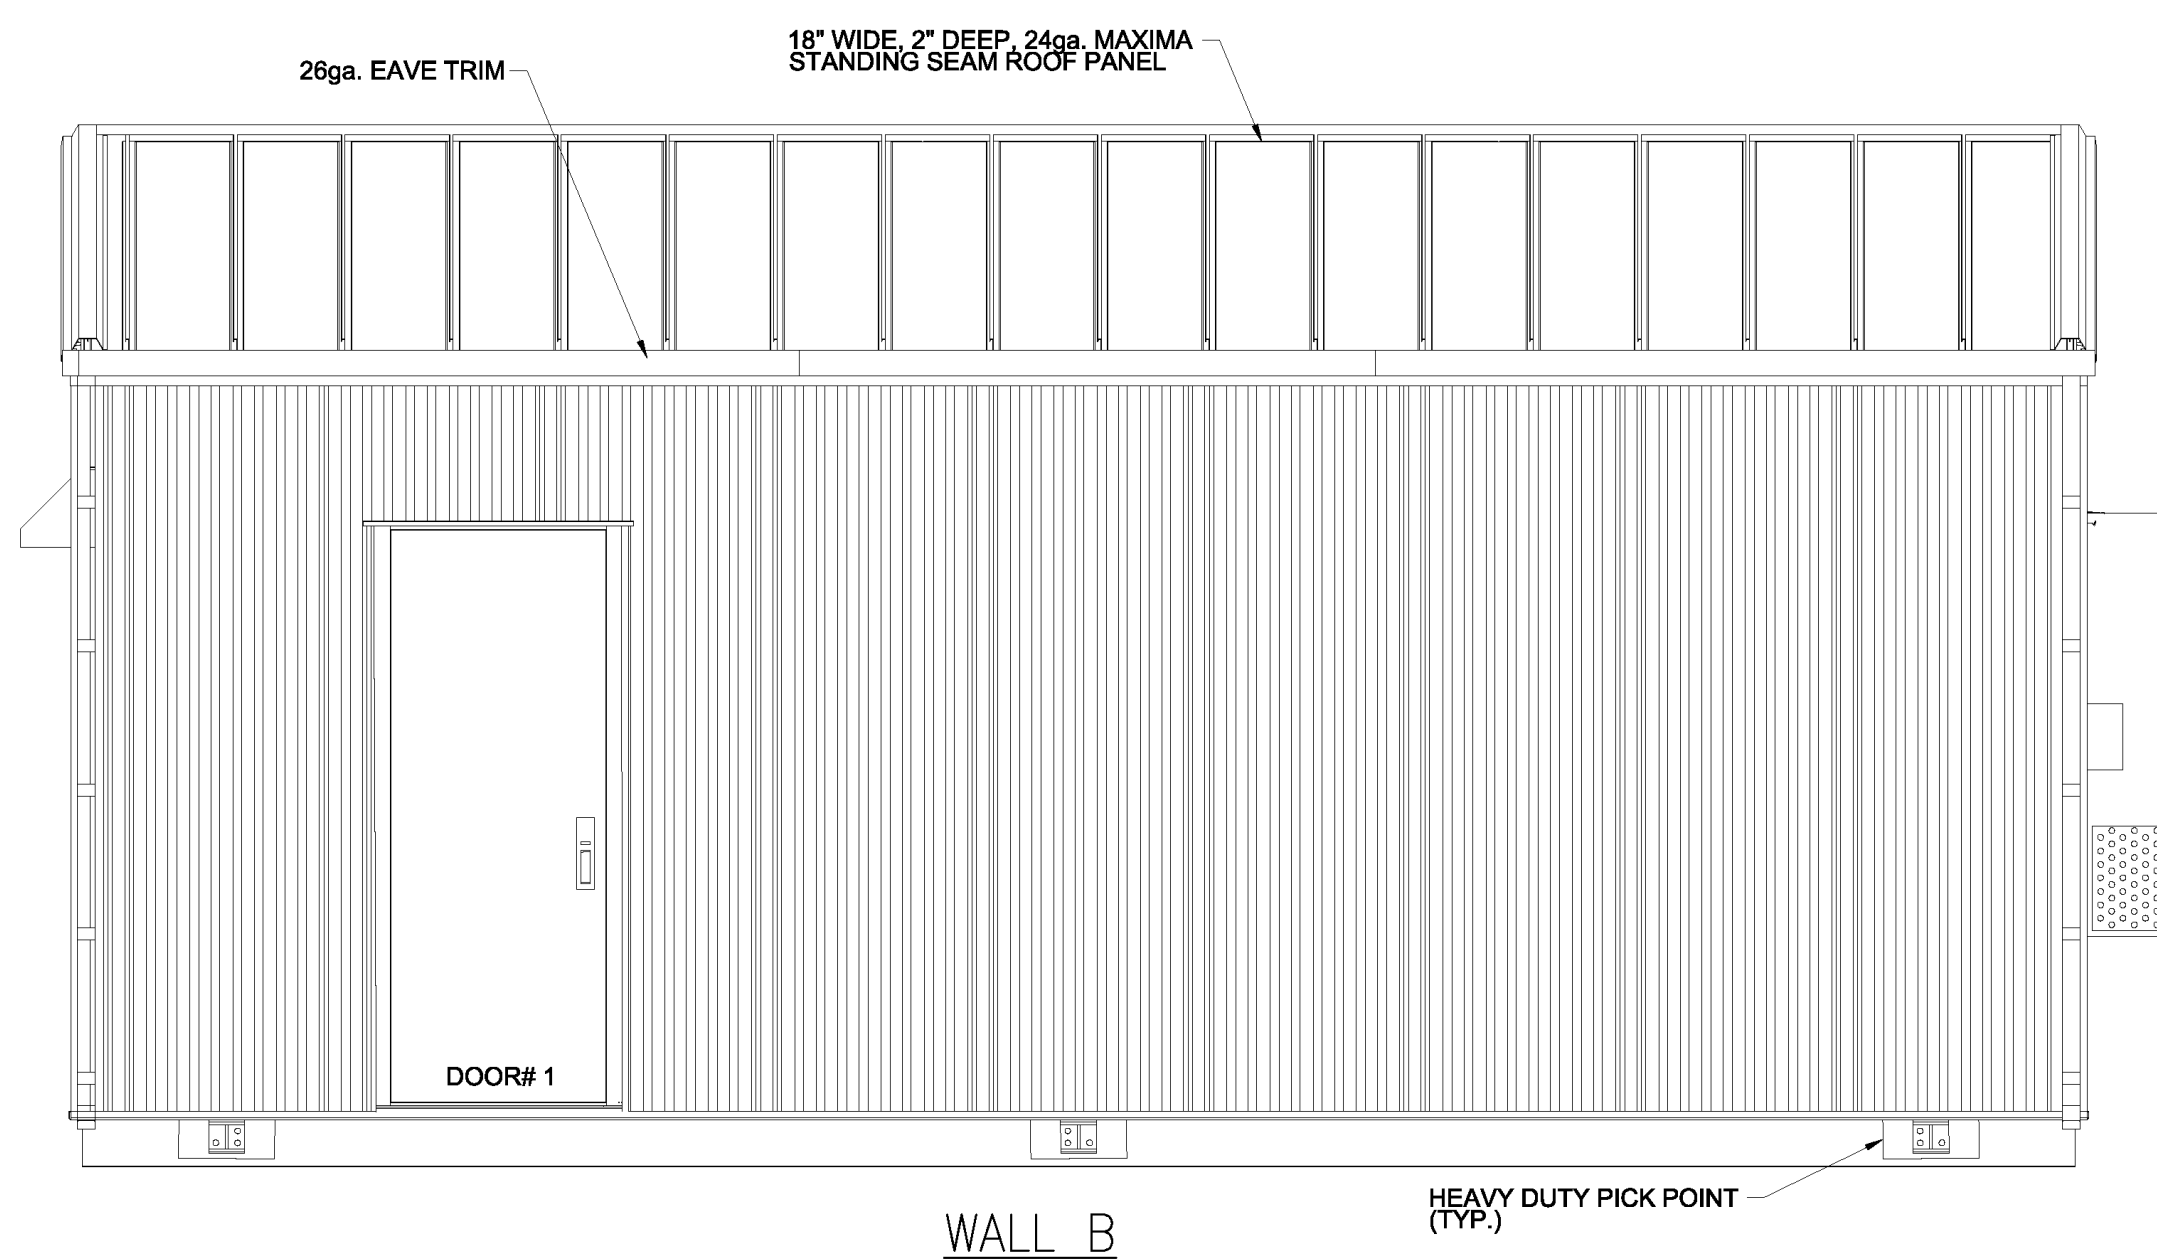 18" WIDE, 2" DEEP, 24ga. MAXIMA
STANDING SEAM ROOF PANEL
26ga. EAVE TRIM
DOOR# 1
HEAVY DUTY PICK POINT
(TYP.)
WALL B